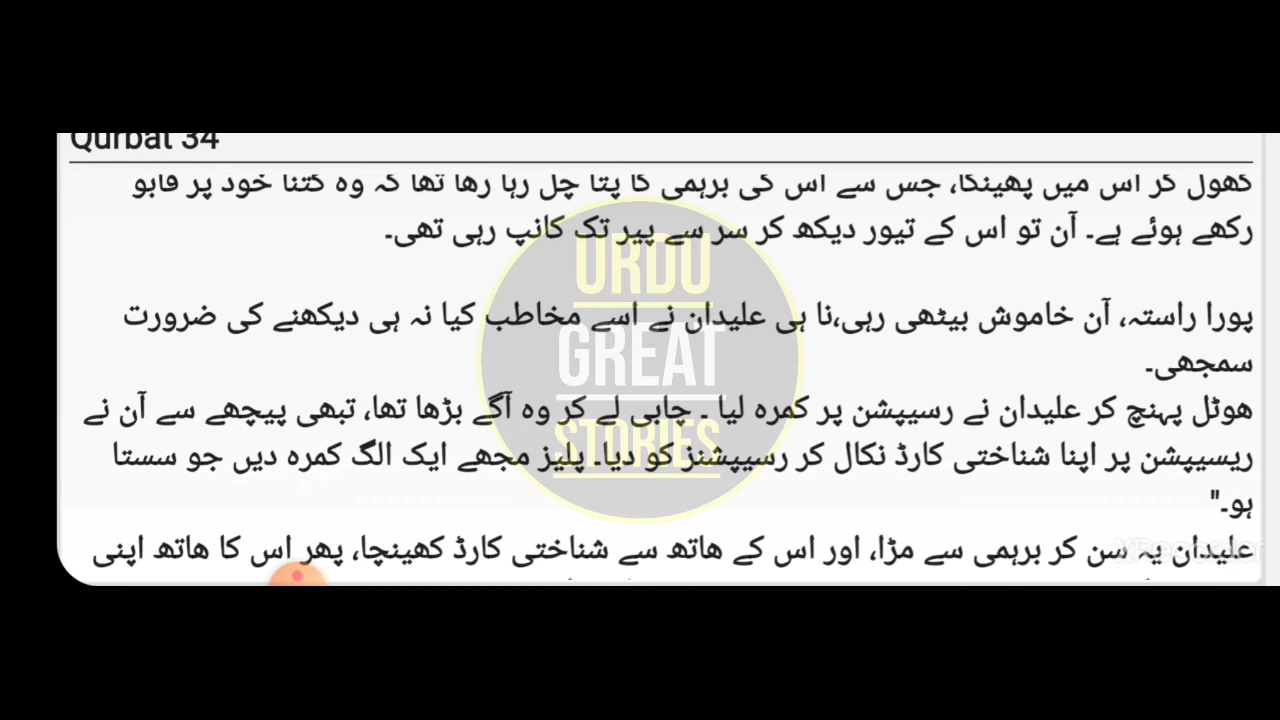 Qurbat 34
کھول کر اس میں پھینکا، جس سے اس کی برہمی کا پتا چل رہا رھا تھا کہ وہ کتنا خود پر قابو
رکھے ہوئے ہے۔ آن تو اس کے تیور دیکھ کر سر سے پیر تک کانپ رہی تھی۔
پورا راستہ، آن خاموش بیٹھی رہی،نا ہی علیدان نے اسے مخاطب کیا نہ ہی دیکھنے کی ضرورت
سمجھی۔
ھوٹل پہنچ کر علیدان نے رسیپشن پر کمرہ لیا ۔ چابی لے کر وہ آگے بڑھا تھا، تبھی پیچھے سے آن نے
ریسیپشن پر اپنا شناختی کارڈ نکال کر رسیپشنز کو دیا۔ پلیز مجھے ایک الگ کمرہ دیں جو سستا
ہو۔"
علیدان یہ سن کر برہمی سے مڑا، اور اس کے ھاتھ سے شناختی کارڈ کھینچا، پھر اس کا ھاتھ اپنی
URDU
GREAT
STORIES
XRecorder